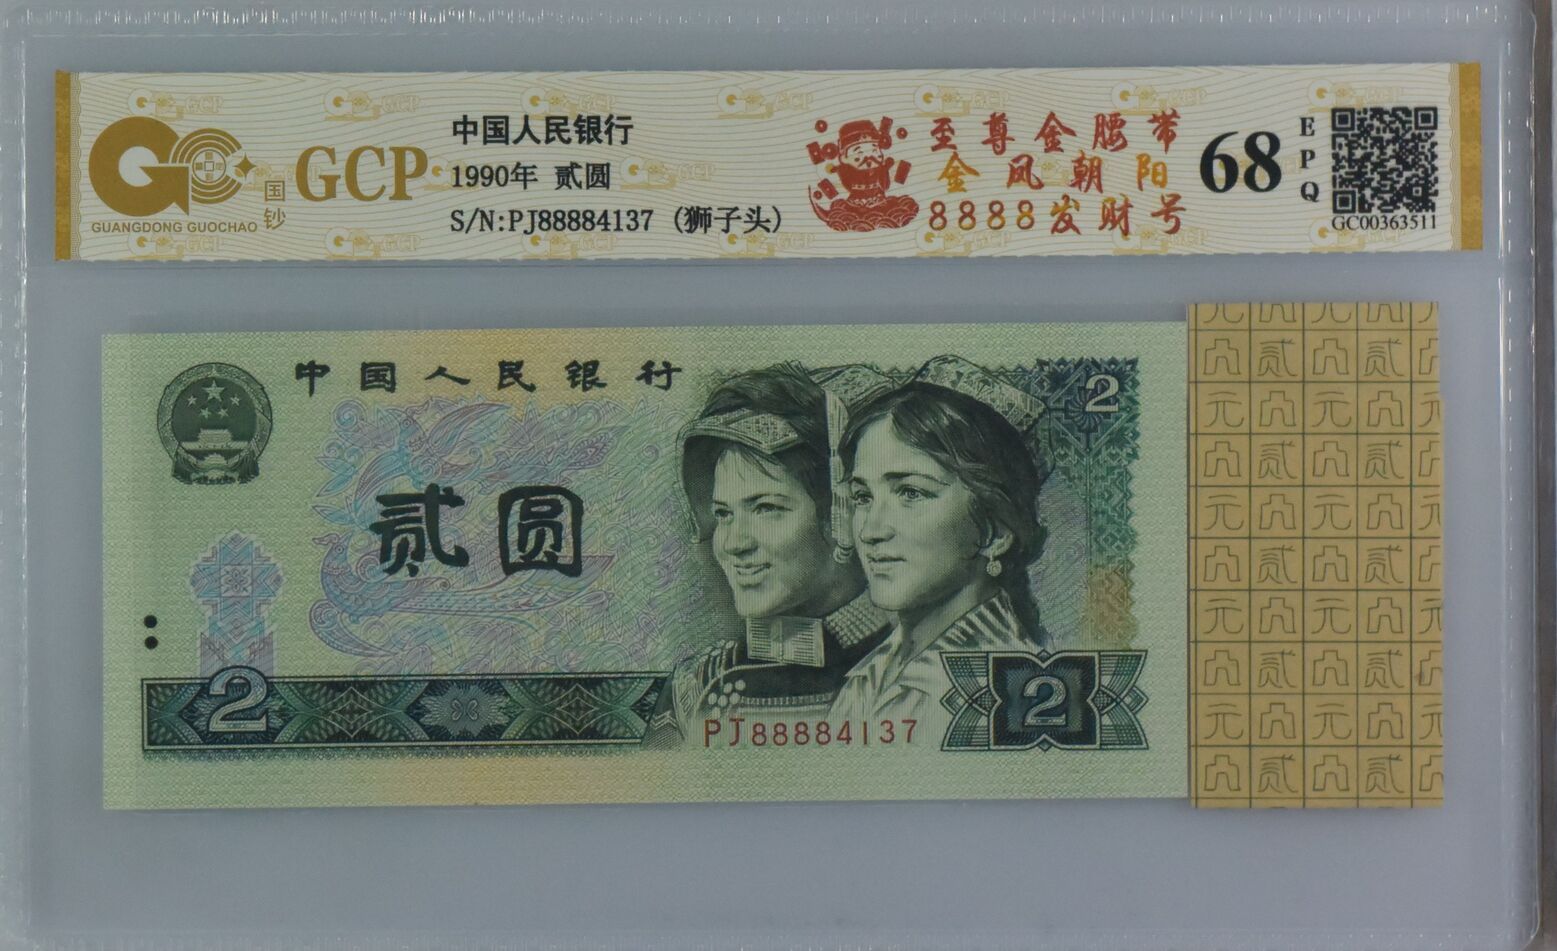 GCP
国钞
GUANGDONG GUOCHAO
中国人民银行
1990年 贰圆
S/N:PJ88884137 (狮子头)
至尊金腰带
金凤朝阳
8888发财号
68
EPQ
GC00363511
中国人民银行
2
贰圆
2
PJ88884137
2